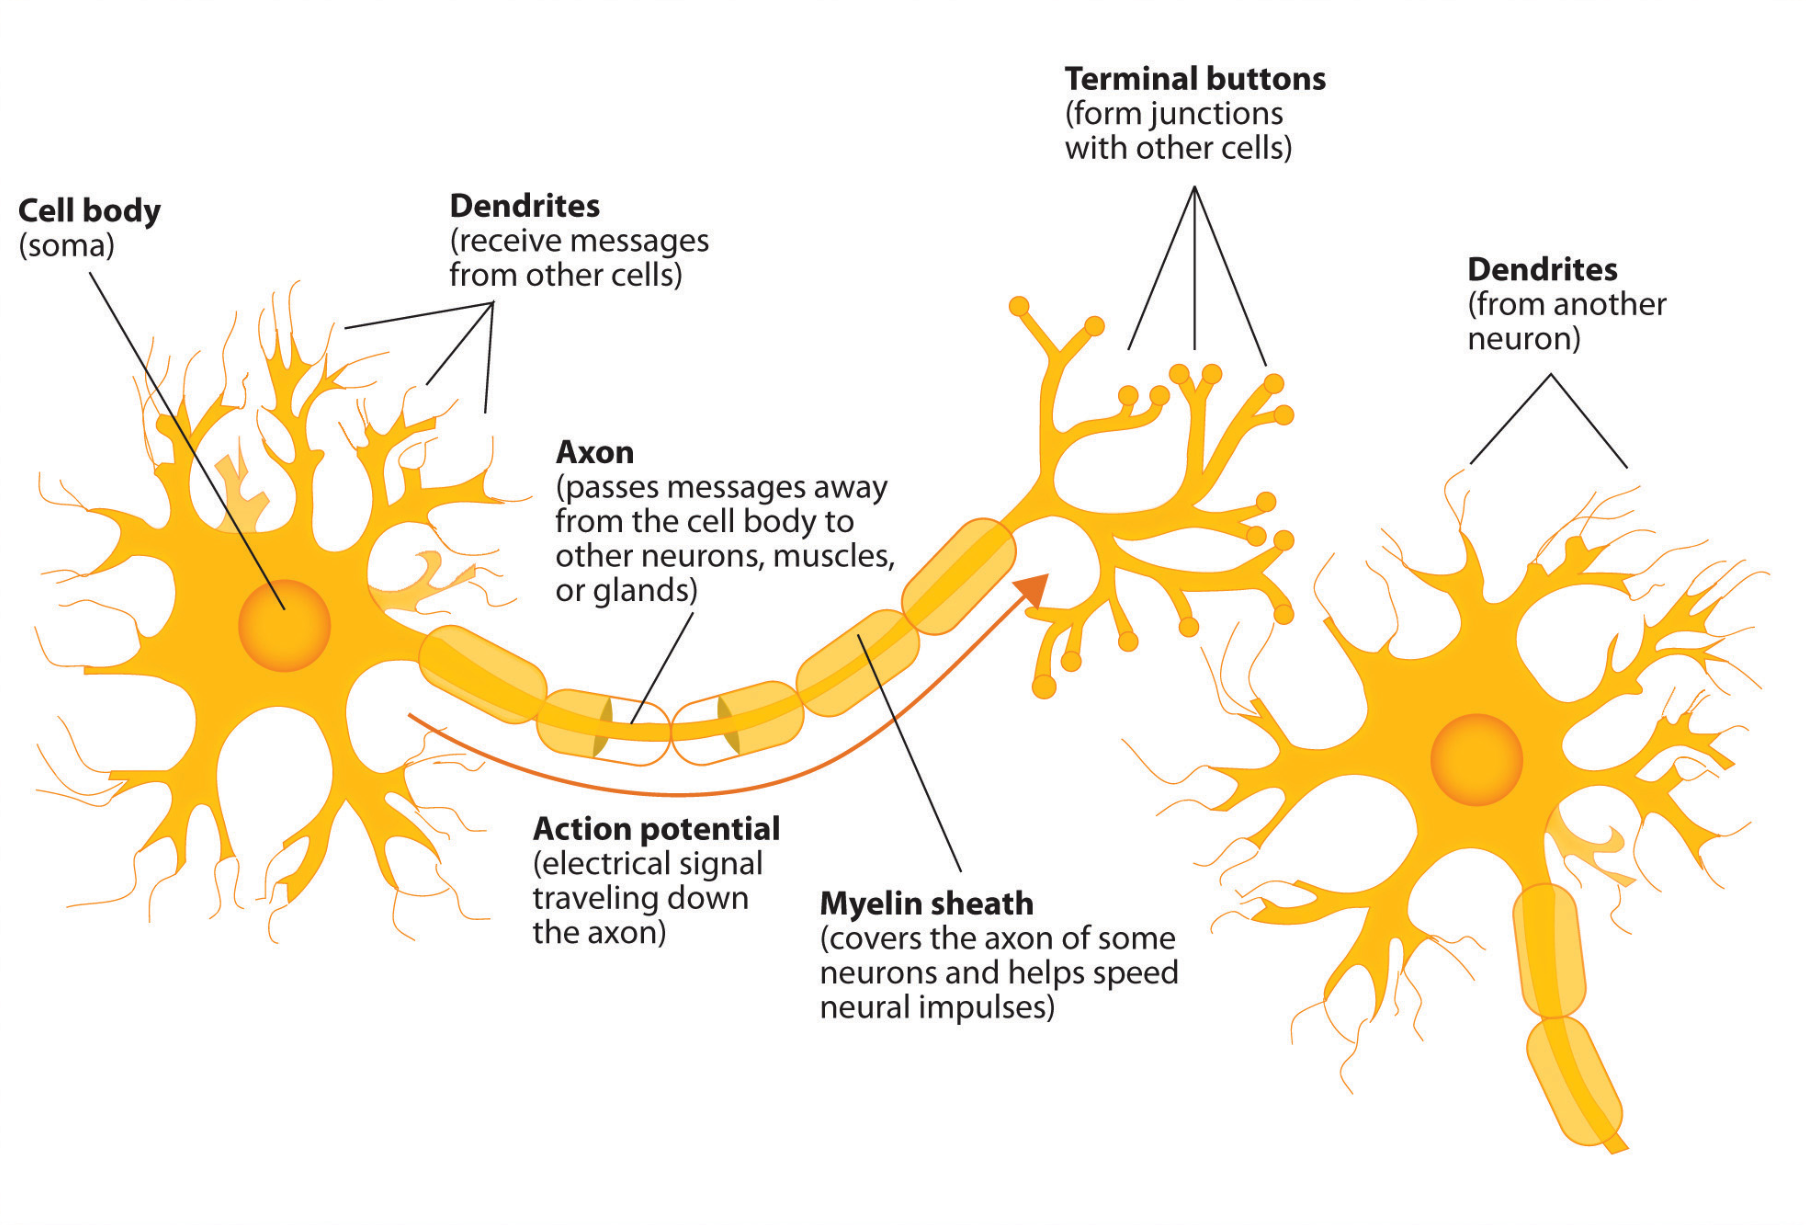 Terminal buttons
(form junctions
with other cells)
Cell body
(soma)
Dendrites
(receive messages
from other cells)
Dendrites
(from another
neuron)
Axon
(passes messages away
from the cell body to
other neurons, muscles,
or glands)
Action potential
(electrical signal
traveling down
the axon)
Myelin sheath
(covers the axon of some
neurons and helps speed
neural impulses)